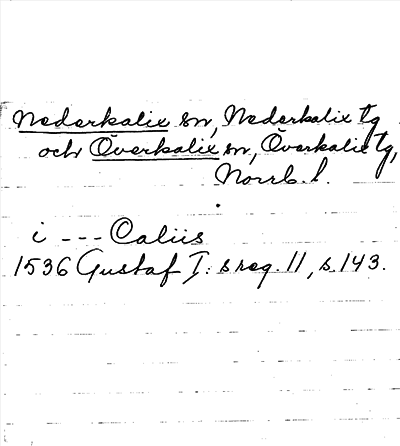 Nederkalix sn, Nederkalix tg
och Överkalix sn, Överkalix tg,
Norrb. l.
i --- Caliis
1536 Gustaf I: s reg. 11, s. 143.